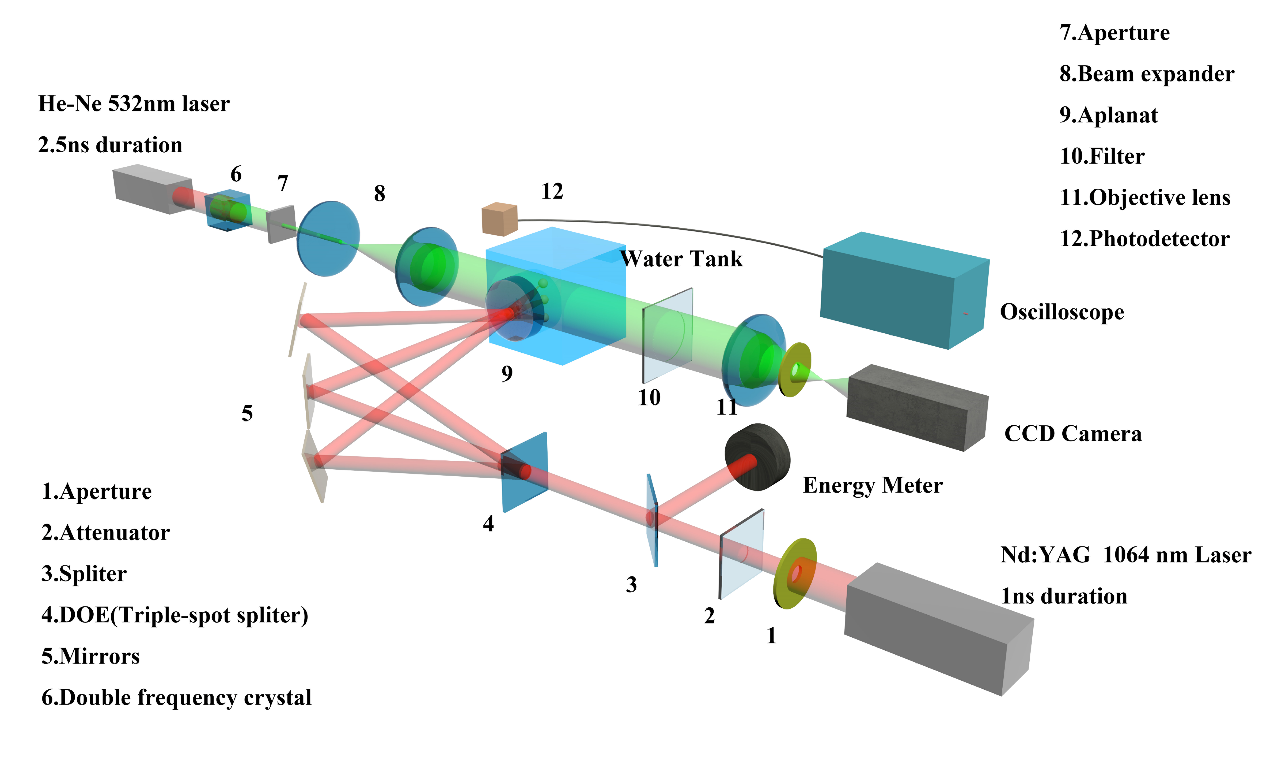 7.Aperture
8.Beam expander
9.Aplanat
10.Filter
11.Objective lens
12.Photodetector
He-Ne 532nm laser
2.5ns duration
6
7
8
12
Water Tank
Oscilloscope
9
10
11
5
CCD Camera
Energy Meter
4
3
2
1
Nd:YAG  1064 nm Laser
1ns duration
1.Aperture
2.Attenuator
3.Spliter
4.DOE(Triple-spot spliter)
5.Mirrors
6.Double frequency crystal